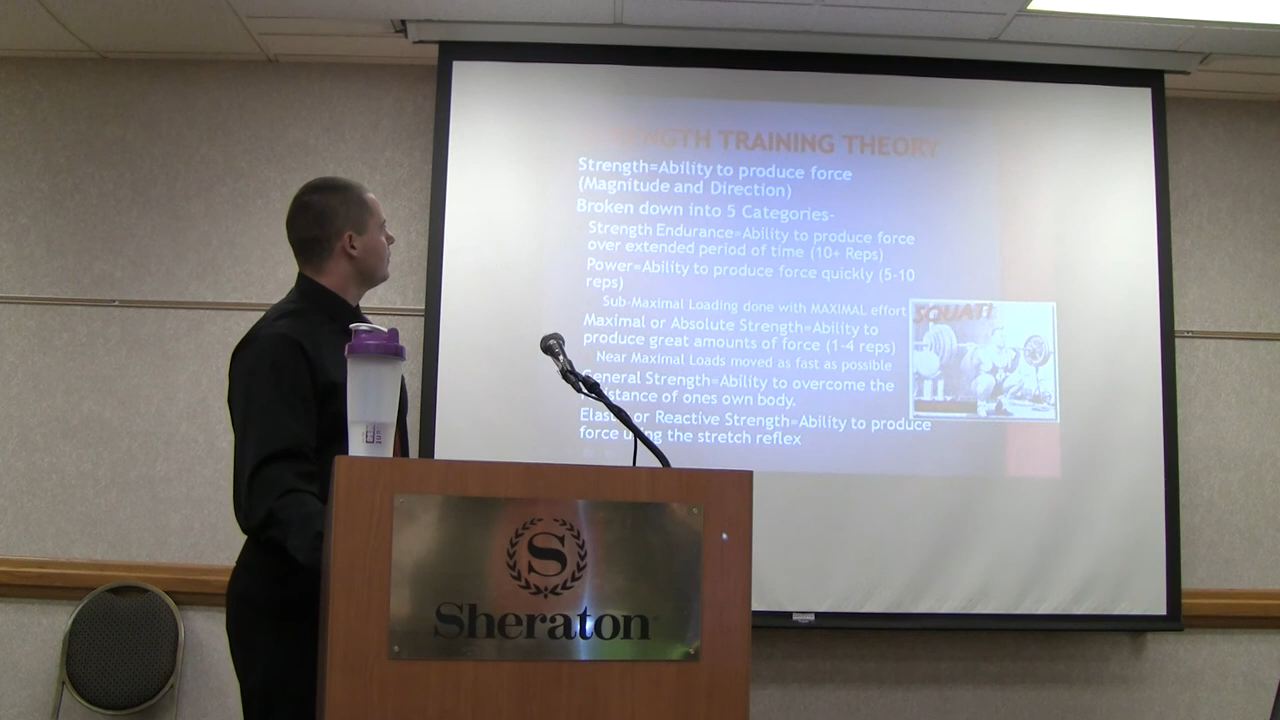 STRENGTH TRAINING THEORY
Strength=Ability to produce force
(Magnitude and Direction)
Broken down into 5 Categories-
Strength Endurance=Ability to produce force
over extended period of time (10+ Reps)
Power=Ability to produce force quickly (5-10
reps)
Sub-Maximal Loading done with MAXIMAL effort
Maximal or Absolute Strength=Ability to
produce great amounts of force (1-4 reps)
Near Maximal Loads moved as fast as possible
General Strength=Ability to overcome the
resistance of ones own body.
Elastic or Reactive Strength=Ability to produce
force using the stretch reflex
SQUAT!
S
Sheraton